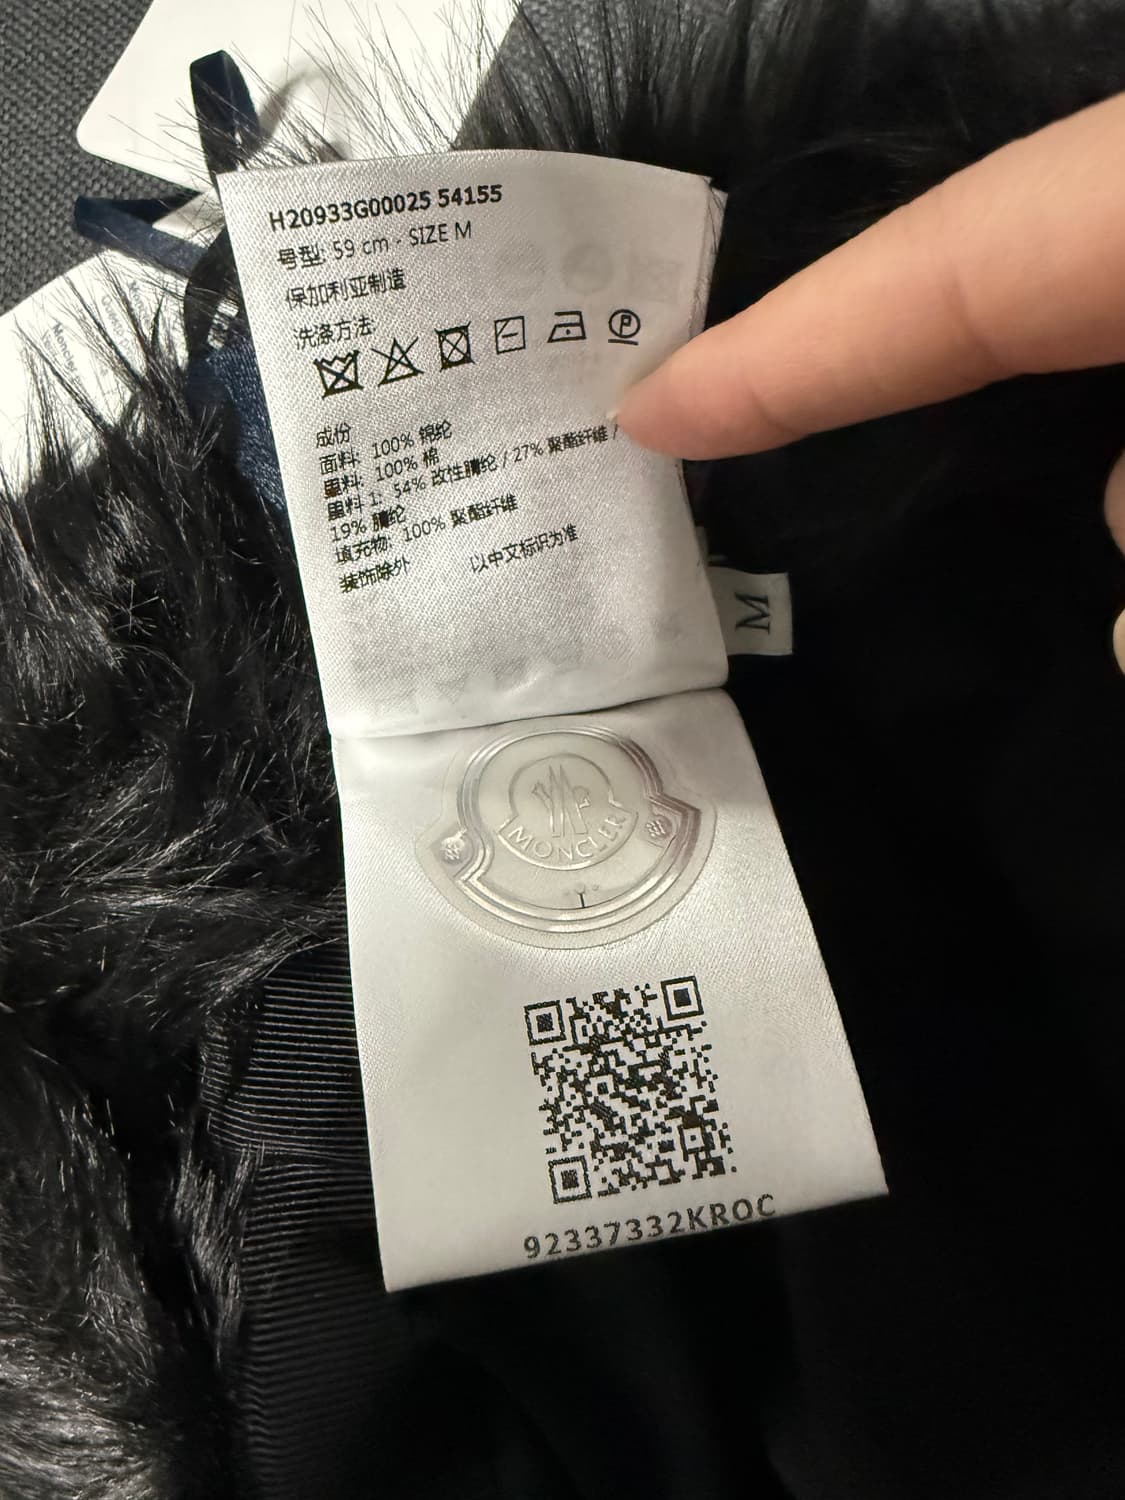 H20933G00025 54155
号型: 59 cm - SIZE M
保加利亚制造
洗涤方法
P
成份
面料: 100% 锦纶
里料: 100% 棉
里料 1: 54% 改性腈纶 / 27% 聚酯纤维 /
19% 腈纶
填充物: 100% 聚酯纤维
装饰除外 以中文标识为准
M
MONCLER
92337332KROC
Moncler